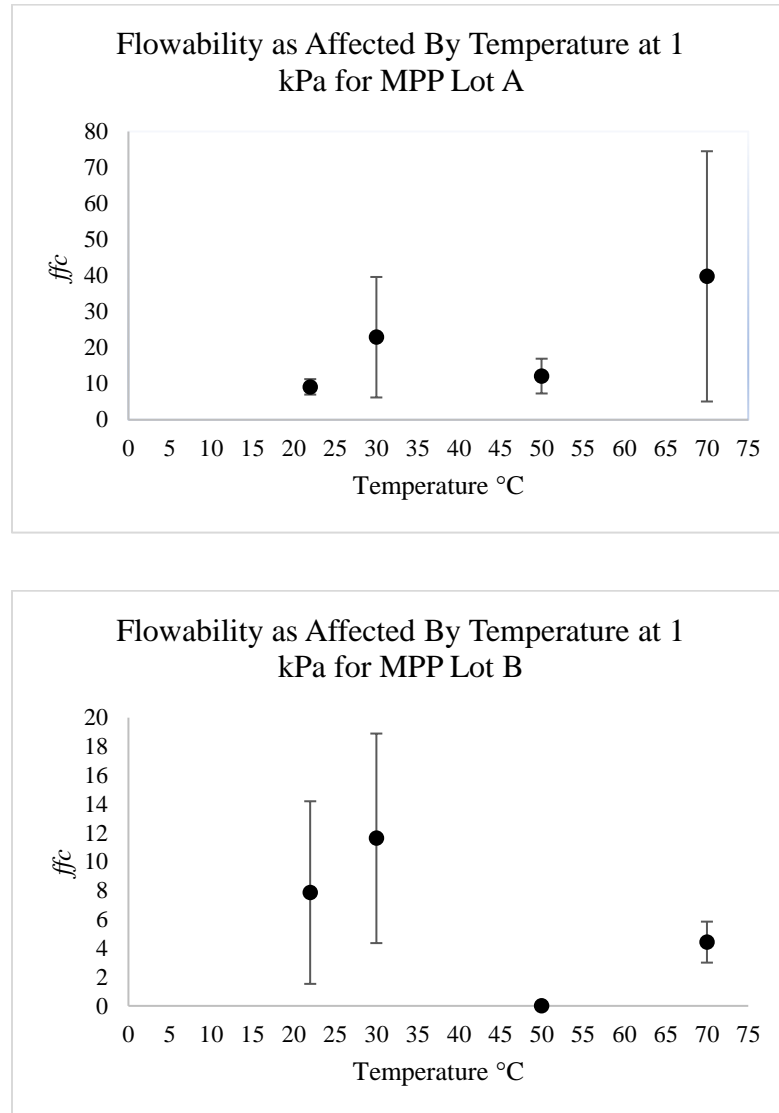 Flowability as Affected By Temperature at 1
kPa for MPP Lot A
80
70
60
50
40
30
20
10
0
ffc
0 5 10 15 20 25 30 35 40 45 50 55 60 65 70 75
Temperature °C
Flowability as Affected By Temperature at 1
kPa for MPP Lot B
20
18
16
14
12
10
8
6
4
2
0
ffc
0 5 10 15 20 25 30 35 40 45 50 55 60 65 70 75
Temperature °C